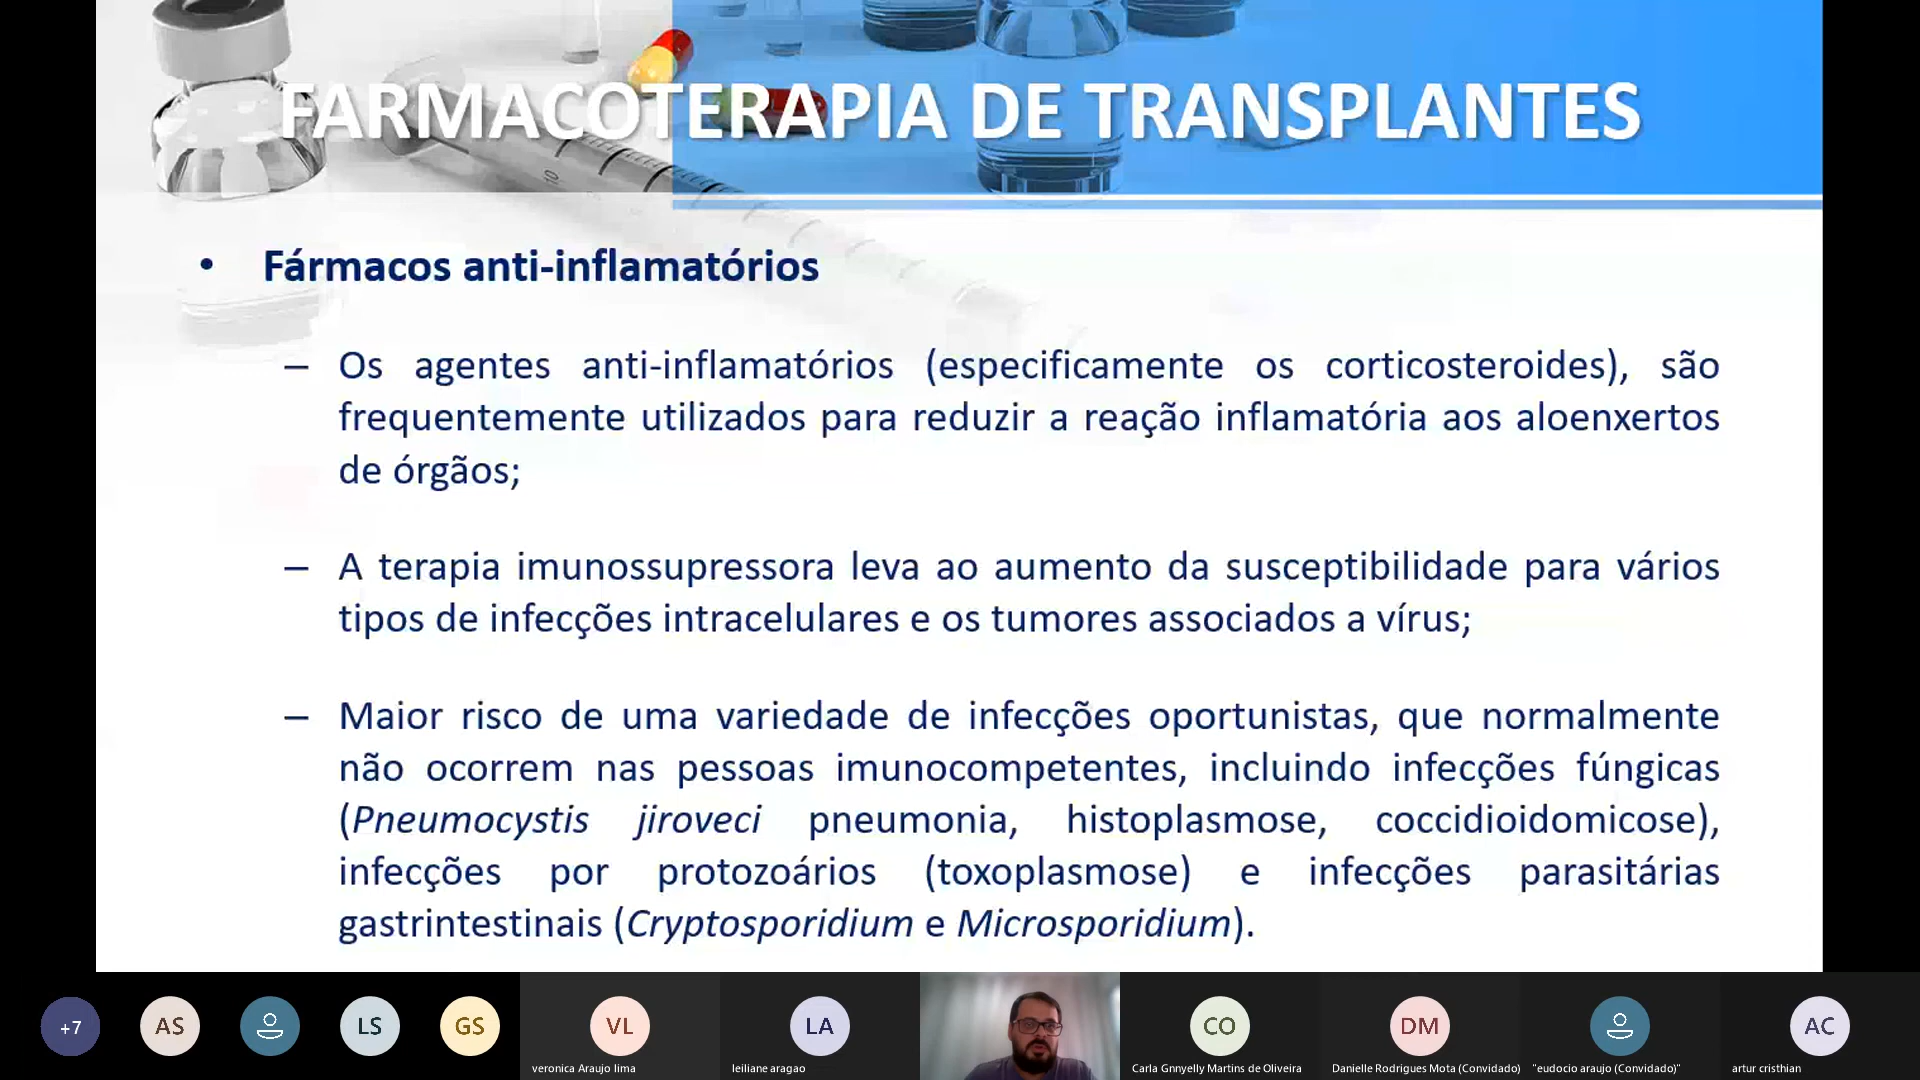 FARMACOTERAPIA DE TRANSPLANTES
• Fármacos anti-inflamatórios
– Os agentes anti-inflamatórios (especificamente os corticosteroides), são
frequentemente utilizados para reduzir a reação inflamatória aos aloenxertos
de órgãos;
– A terapia imunossupressora leva ao aumento da susceptibilidade para vários
tipos de infecções intracelulares e os tumores associados a vírus;
– Maior risco de uma variedade de infecções oportunistas, que normalmente
não ocorrem nas pessoas imunocompetentes, incluindo infecções fúngicas
(Pneumocystis jiroveci pneumonia, histoplasmose, coccidioidomicose),
infecções por protozoários (toxoplasmose) e infecções parasitárias
gastrintestinais (Cryptosporidium e Microsporidium).
10
+7
AS
LS
GS
VL
LA
CO
DM
AC
veronica Araujo lima
leiliane aragao
Carla Gnnyelly Martins de Oliveira
Danielle Rodrigues Mota (Convidado)
"eudocio araujo (Convidado)"
artur cristhian